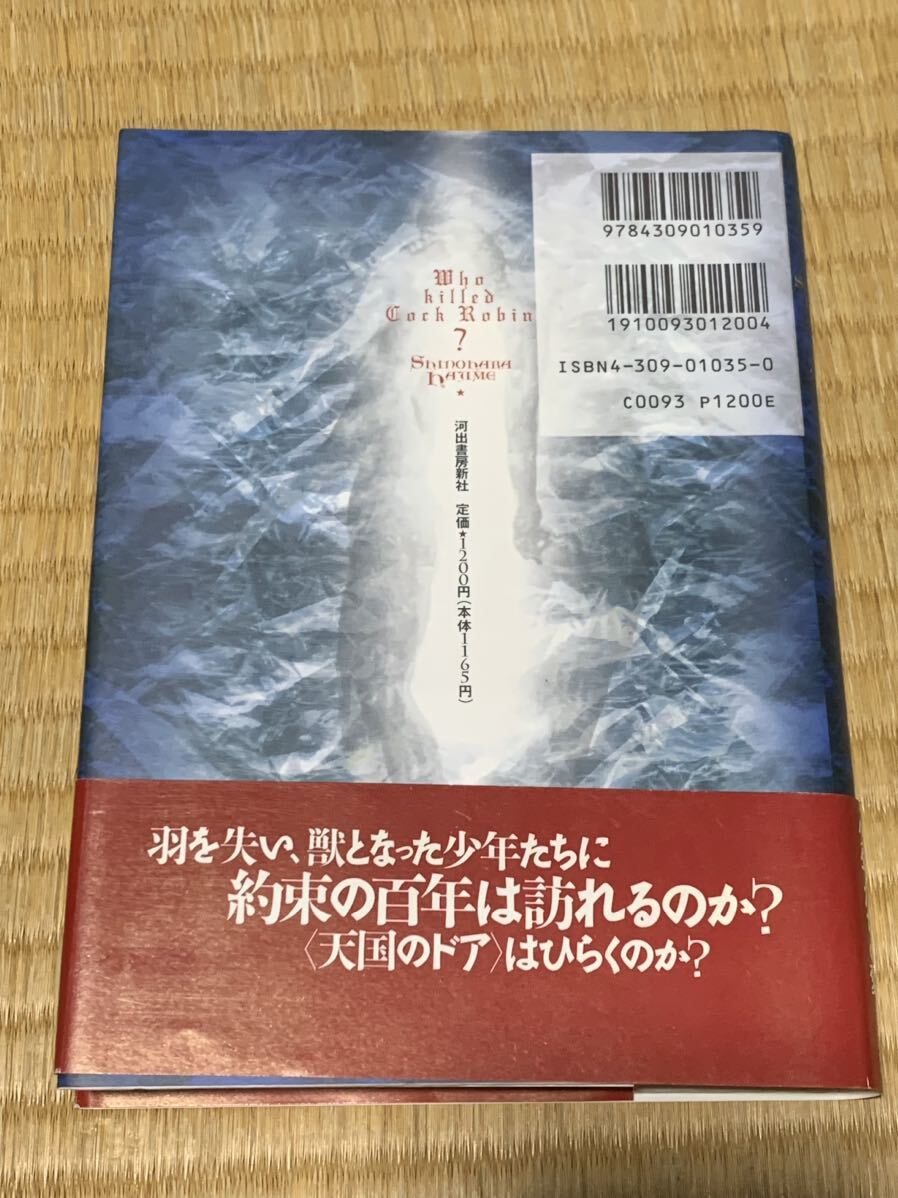 9784309010359
1910093012004
ISBN4-309-01035-0
C0093 P1200E
Who
killed
Cock Robin
?
SHINOHARA
HAJIME
★
河出書房新社 定価★1200円(本体1165円)
羽を失い、獣となった少年たちに
約束の百年は訪れるのか?
〈天国のドア〉はひらくのか?